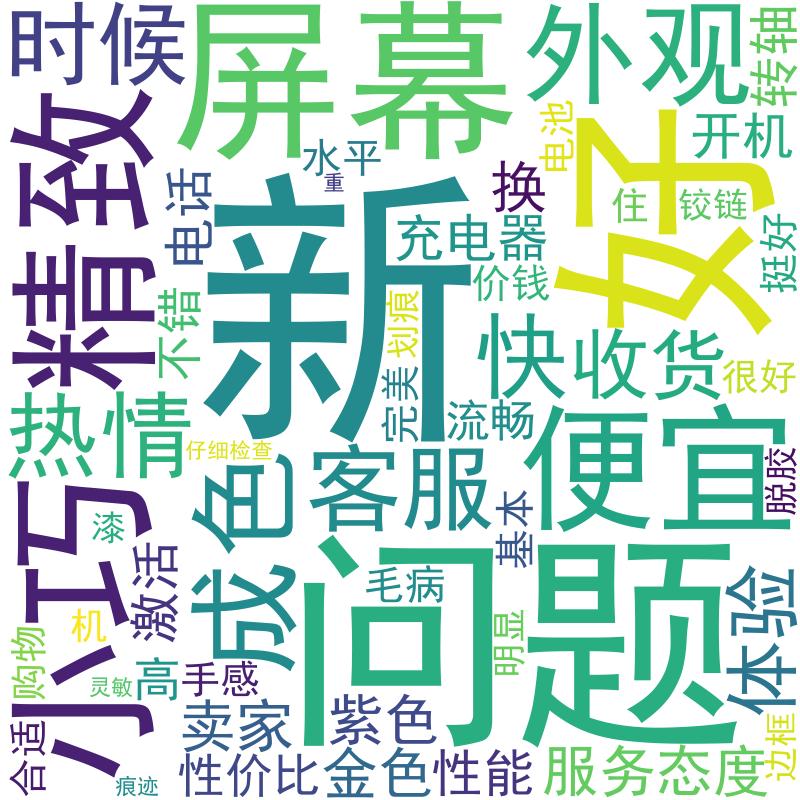 时候
屏幕
外观
转轴
精致
新
好
电池
开机
水平
重
换
电话
住
铰链
充电器
挺好
价钱
不错
划痕
快
收货
完美
流畅
很好
热情
仔细检查
成色
客服
便宜
脱胶
小巧
漆
激活
基本
问题
毛病
体验
机
购物
明显
灵敏
高
手感
卖家
紫色
合适
边框
痕迹
性价比
金色
性能
服务态度